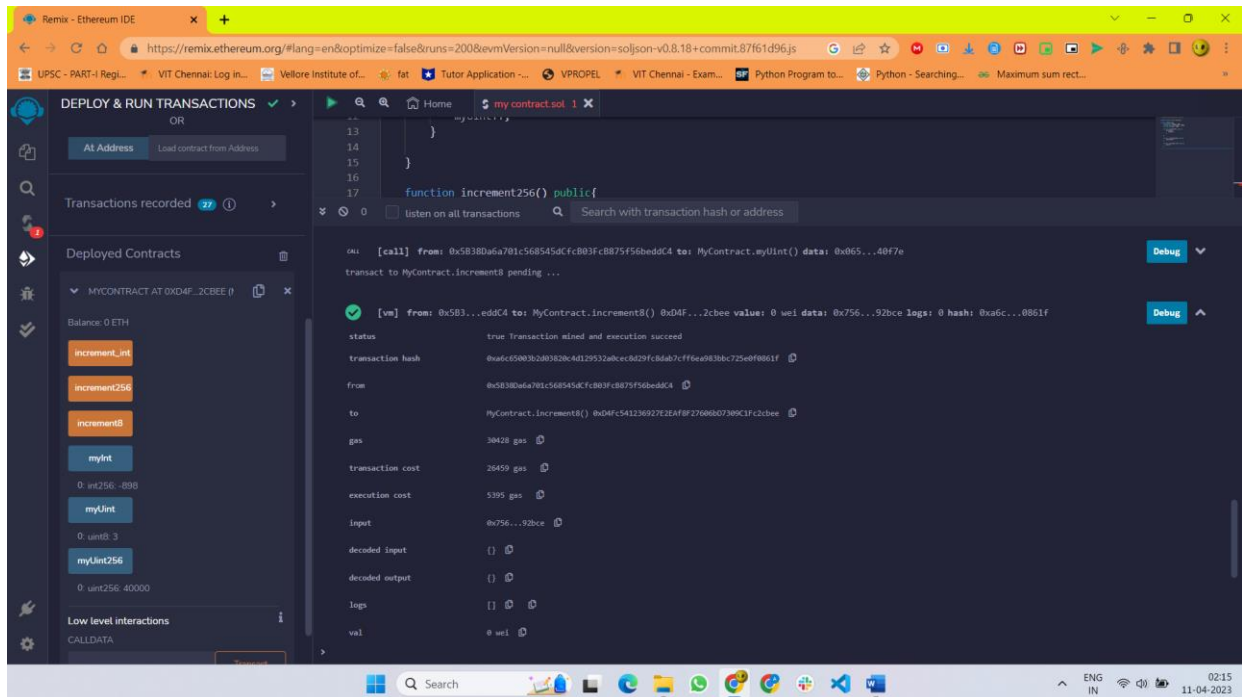 Remix - Ethereum IDE
https://remix.ethereum.org/#lang=en&optimize=false&runs=200&evmVersion=null&version=soljson-v0.8.18+commit.87f61d96.js
UPSC - PART-I Regi...
VIT Chennai: Log in...
Vellore Institute of...
fat
Tutor Application -...
VPROPEL
VIT Chennai - Exam...
Python Program to...
Python - Searching...
Maximum sum rect...
DEPLOY & RUN TRANSACTIONS
OR
At Address
Load contract from Address
Transactions recorded 27
Deployed Contracts
MYCONTRACT AT 0XD4F...2CBEE (
Balance: 0 ETH
increment_int
increment256
increment8
myInt
0: int256: -898
myUint
0: uint8: 3
myUint256
0: uint256: 40000
Low level interactions
CALLDATA
Transact
Home
my contract.sol 1
13 }
14
15 }
16
17 function increment256() public{
0 listen on all transactions Search with transaction hash or address
CALL [call] from: 0x5B38Da6a701c568545dCfcB03FcB875f56beddC4 to: MyContract.myUint() data: 0x065...40f7e
Debug
transact to MyContract.increment8 pending ...
[vm] from: 0x5B3...eddC4 to: MyContract.increment8() 0xD4F...2cbee value: 0 wei data: 0x756...92bce logs: 0 hash: 0xa6c...0861f
Debug
status true Transaction mined and execution succeed
transaction hash
from 0x5B38Da6a701c568545dCfcB03FcB875f56beddC4
to MyContract.increment8()
gas 30428 gas
transaction cost 26459 gas
execution cost 5395 gas
input 0x756...92bce
decoded input {}
decoded output {}
logs []
val 0 wei
>
Search
ENG
IN
02:15
11-04-2023